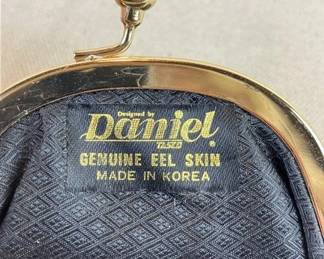 Designed by
Daniel ®
GENUINE EEL SKIN
MADE IN KOREA